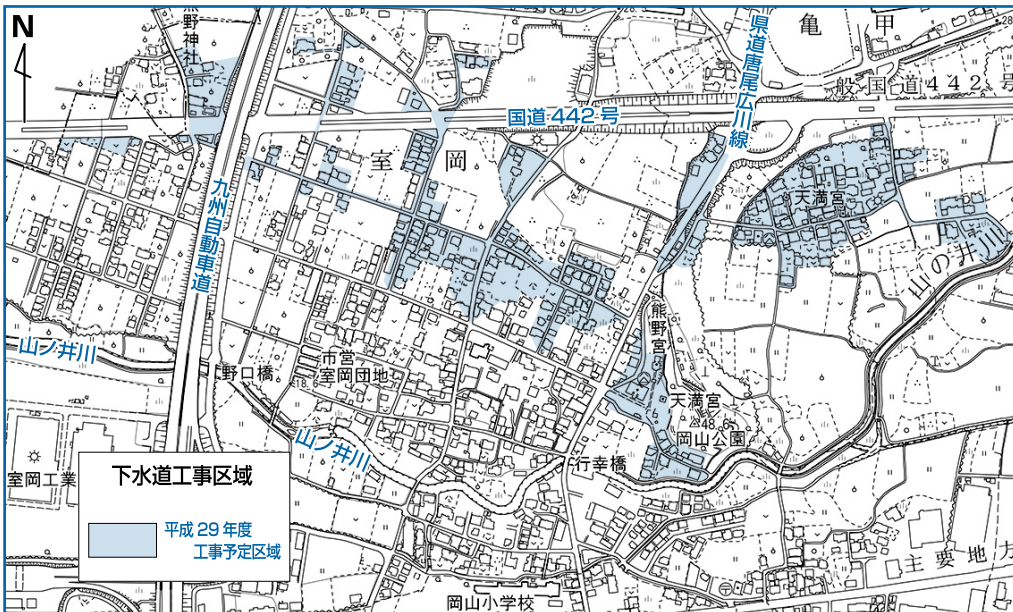 N
熊野神社
九州自動車道
国道442号
県道唐尾広川線
亀甲
一般国道442号
室岡
天満宮
山の井川
熊野宮
天満宮
48.6
岡山公園
山ノ井川
野口橋
市営
室岡団地
18.6
山ノ井川
行幸橋
室岡工業
下水道工事区域
平成29年度
工事予定区域
岡山小学校
主要地方